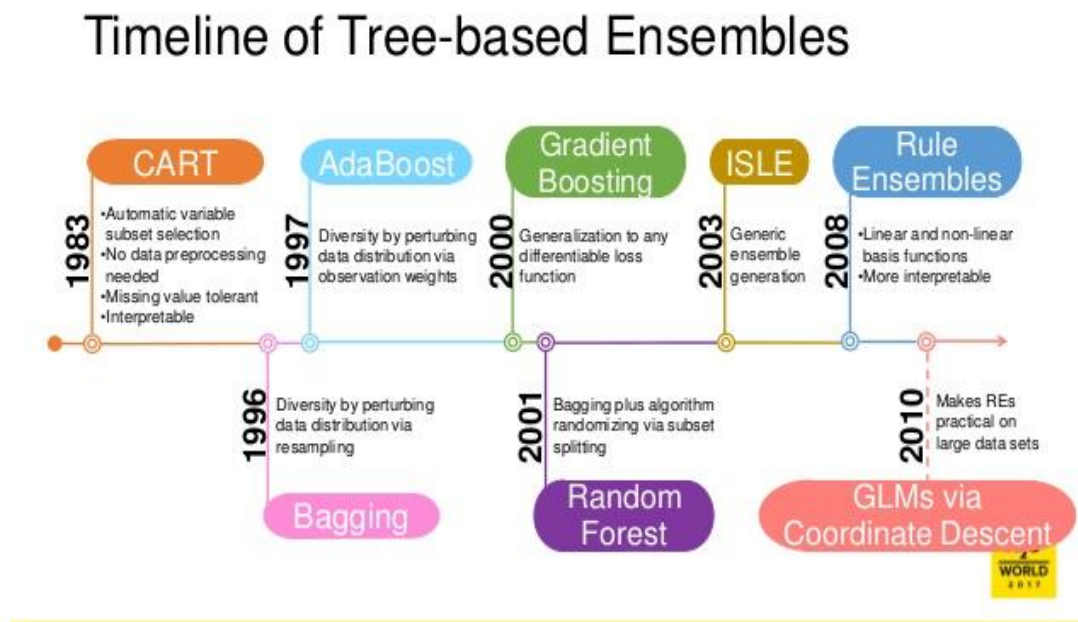 Timeline of Tree-based Ensembles
CART
1983
•Automatic variable
subset selection
•No data preprocessing
needed
•Missing value tolerant
•Interpretable
AdaBoost
1997
Diversity by perturbing
data distribution via
observation weights
Gradient
Boosting
2000
Generalization to any
differentiable loss
function
ISLE
2003
Generic
ensemble
generation
Rule
Ensembles
2008
•Linear and non-linear
basis functions
•More interpretable
1996
Diversity by perturbing
data distribution via
resampling
Bagging
2001
Bagging plus algorithm
randomizing via subset
splitting
Random
Forest
2010
Makes REs
practical on
large data sets
GLMs via
Coordinate Descent
WORLD
2017